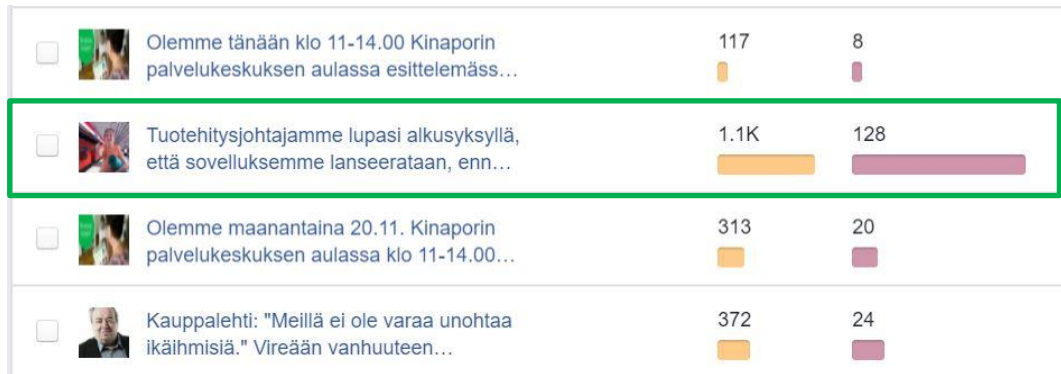 Olemme tänään klo 11-14.00 Kinaporin
palvelukeskuksen aulassa esittelemäss…
117
8
Tuotehitysjohtajamme lupasi alkusyksyllä,
että sovelluksemme lanseerataan, enn…
1.1K
128
Olemme maanantaina 20.11. Kinaporin
palvelukeskuksen aulassa klo 11-14.00…
313
20
Kauppalehti: "Meillä ei ole varaa unohtaa
ikäihmisiä." Vireään vanhuuteen…
372
24